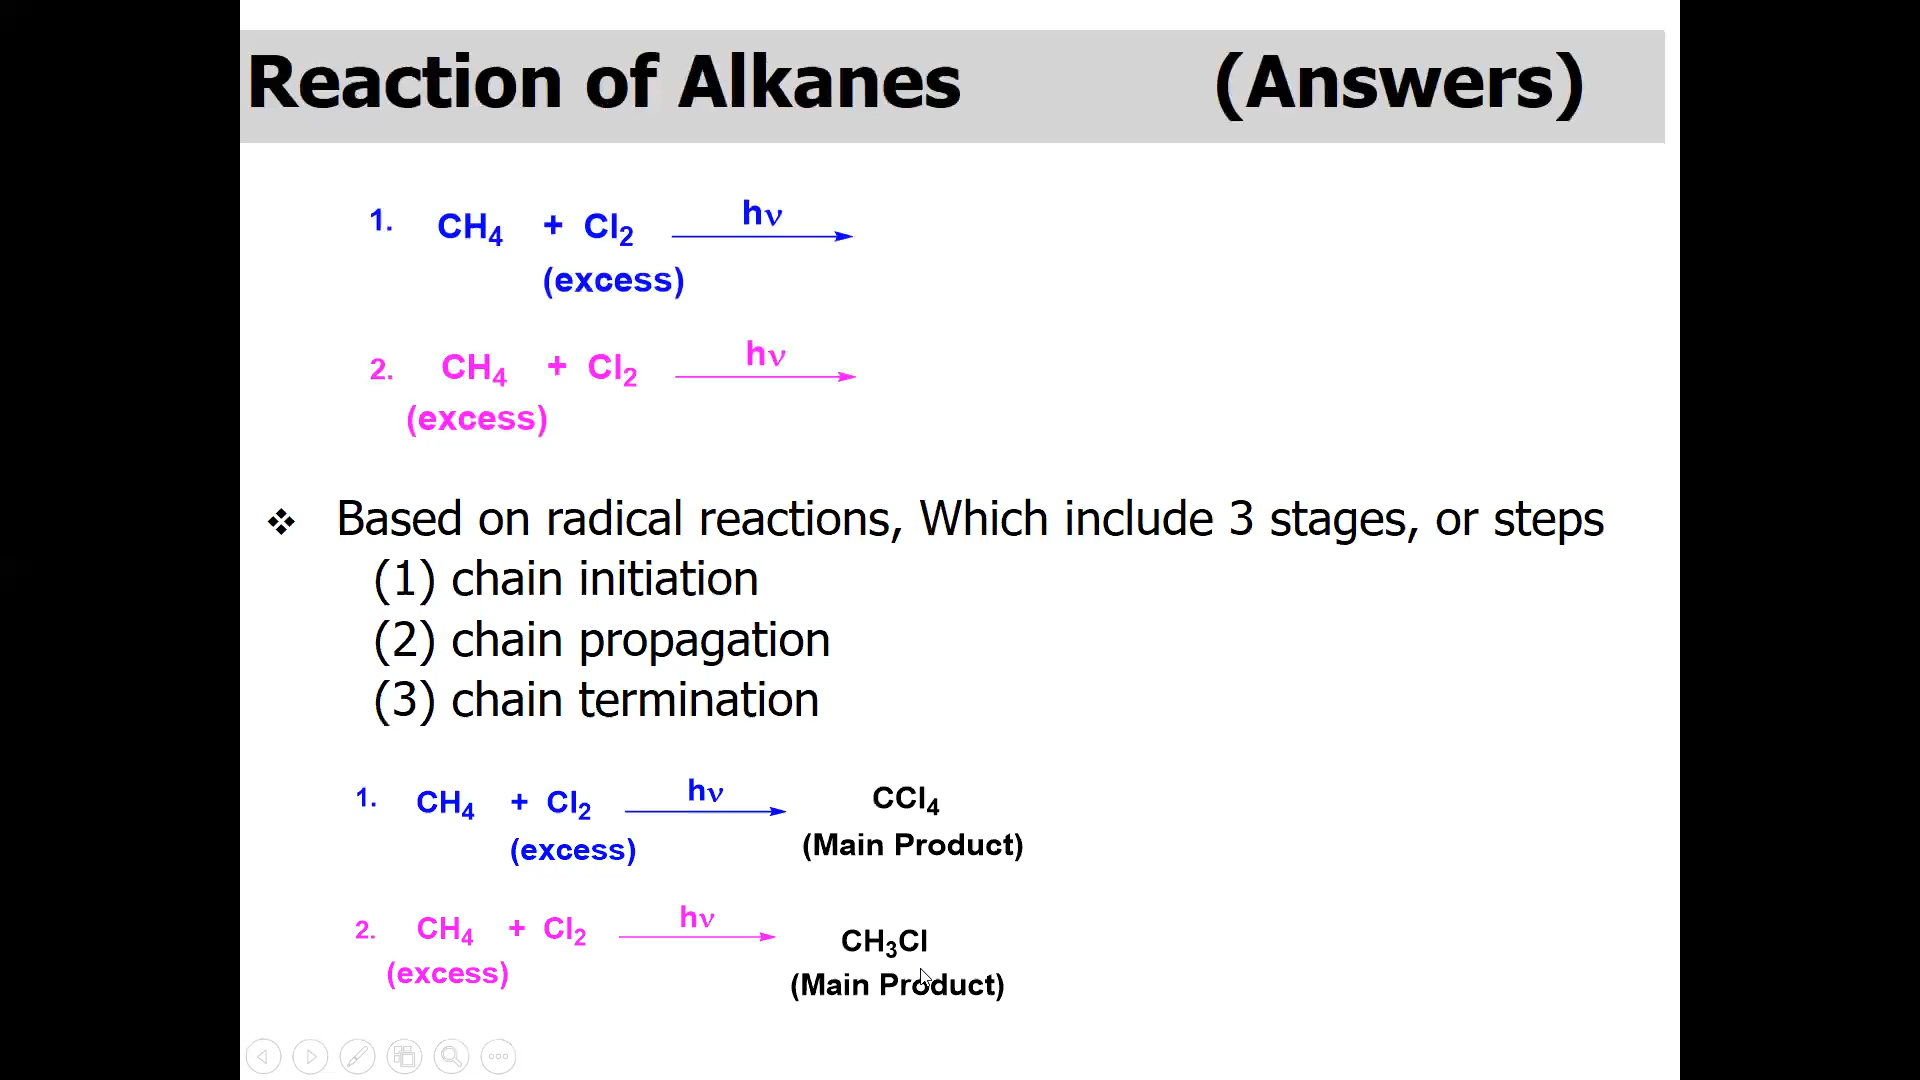 Reaction of Alkanes (Answers)
1. CH4 + Cl2 hν
(excess)
2. CH4 + Cl2 hν
(excess)
❖ Based on radical reactions, Which include 3 stages, or steps
(1) chain initiation
(2) chain propagation
(3) chain termination
1. CH4 + Cl2 hν CCl4
(excess) (Main Product)
2. CH4 + Cl2 hν CH3Cl
(excess) (Main Product)